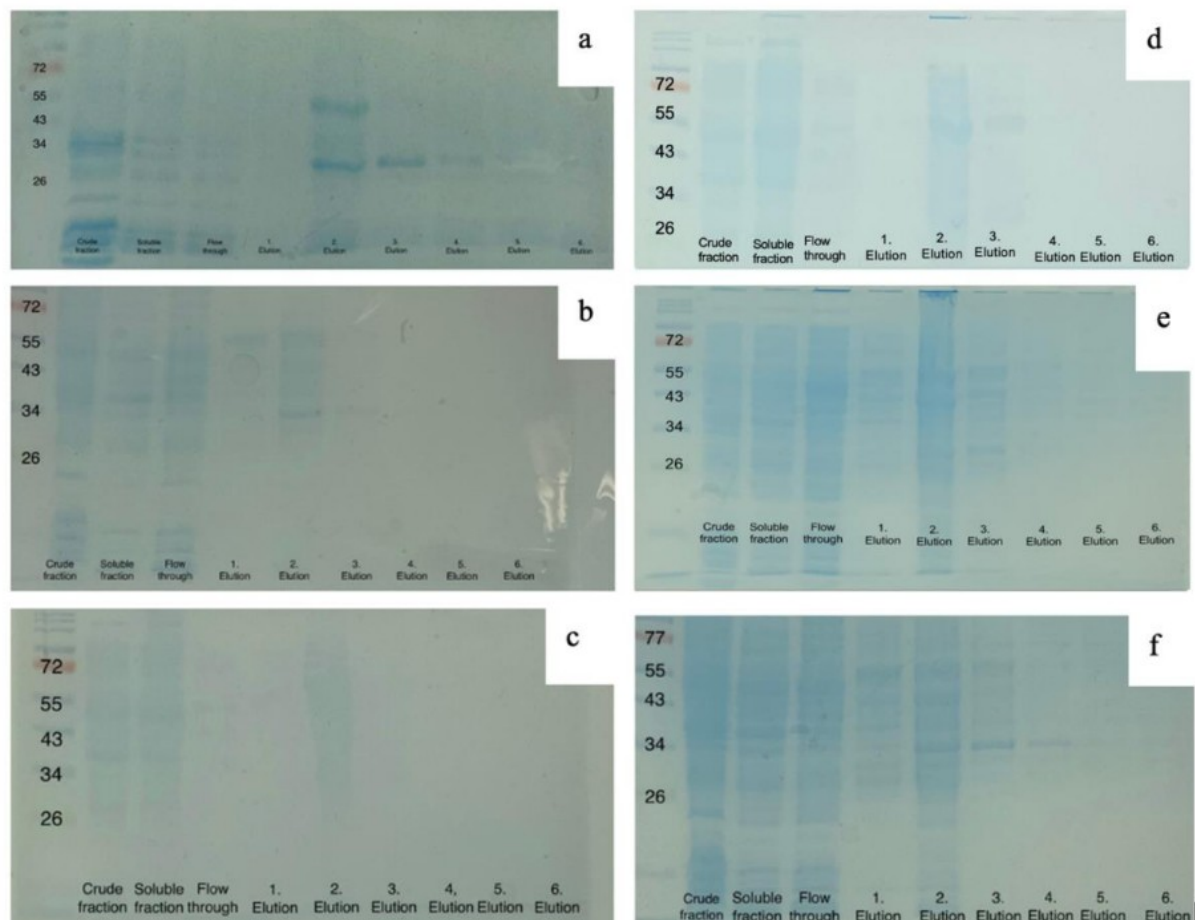 a
72
55
43
34
26
Crude Soluble Flow 1. 2. 3. 4. 5. 6.
fraction fraction through Elution Elution Elution Elution Elution Elution
b
72
55
43
34
26
Crude Soluble Flow 1. 2. 3. 4. 5. 6.
fraction fraction through Elution Elution Elution Elution Elution Elution
c
72
55
43
34
26
Crude Soluble Flow 1. 2. 3. 4, 5. 6.
fraction fraction through Elution Elution Elution Elution Elution Elution
d
72
55
43
34
26
Crude Soluble Flow 1. 2. 3. 4. 5. 6.
fraction fraction through Elution Elution Elution Elution Elution Elution
e
72
55
43
34
26
Crude Soluble Flow 1. 2. 3. 4. 5. 6.
fraction fraction through Elution Elution Elution Elution Elution Elution
f
77
55
43
34
26
Crude Soluble Flow 1. 2. 3. 4. 5. 6.
fraction fraction through Elution Elution Elution Elution Elution Elution